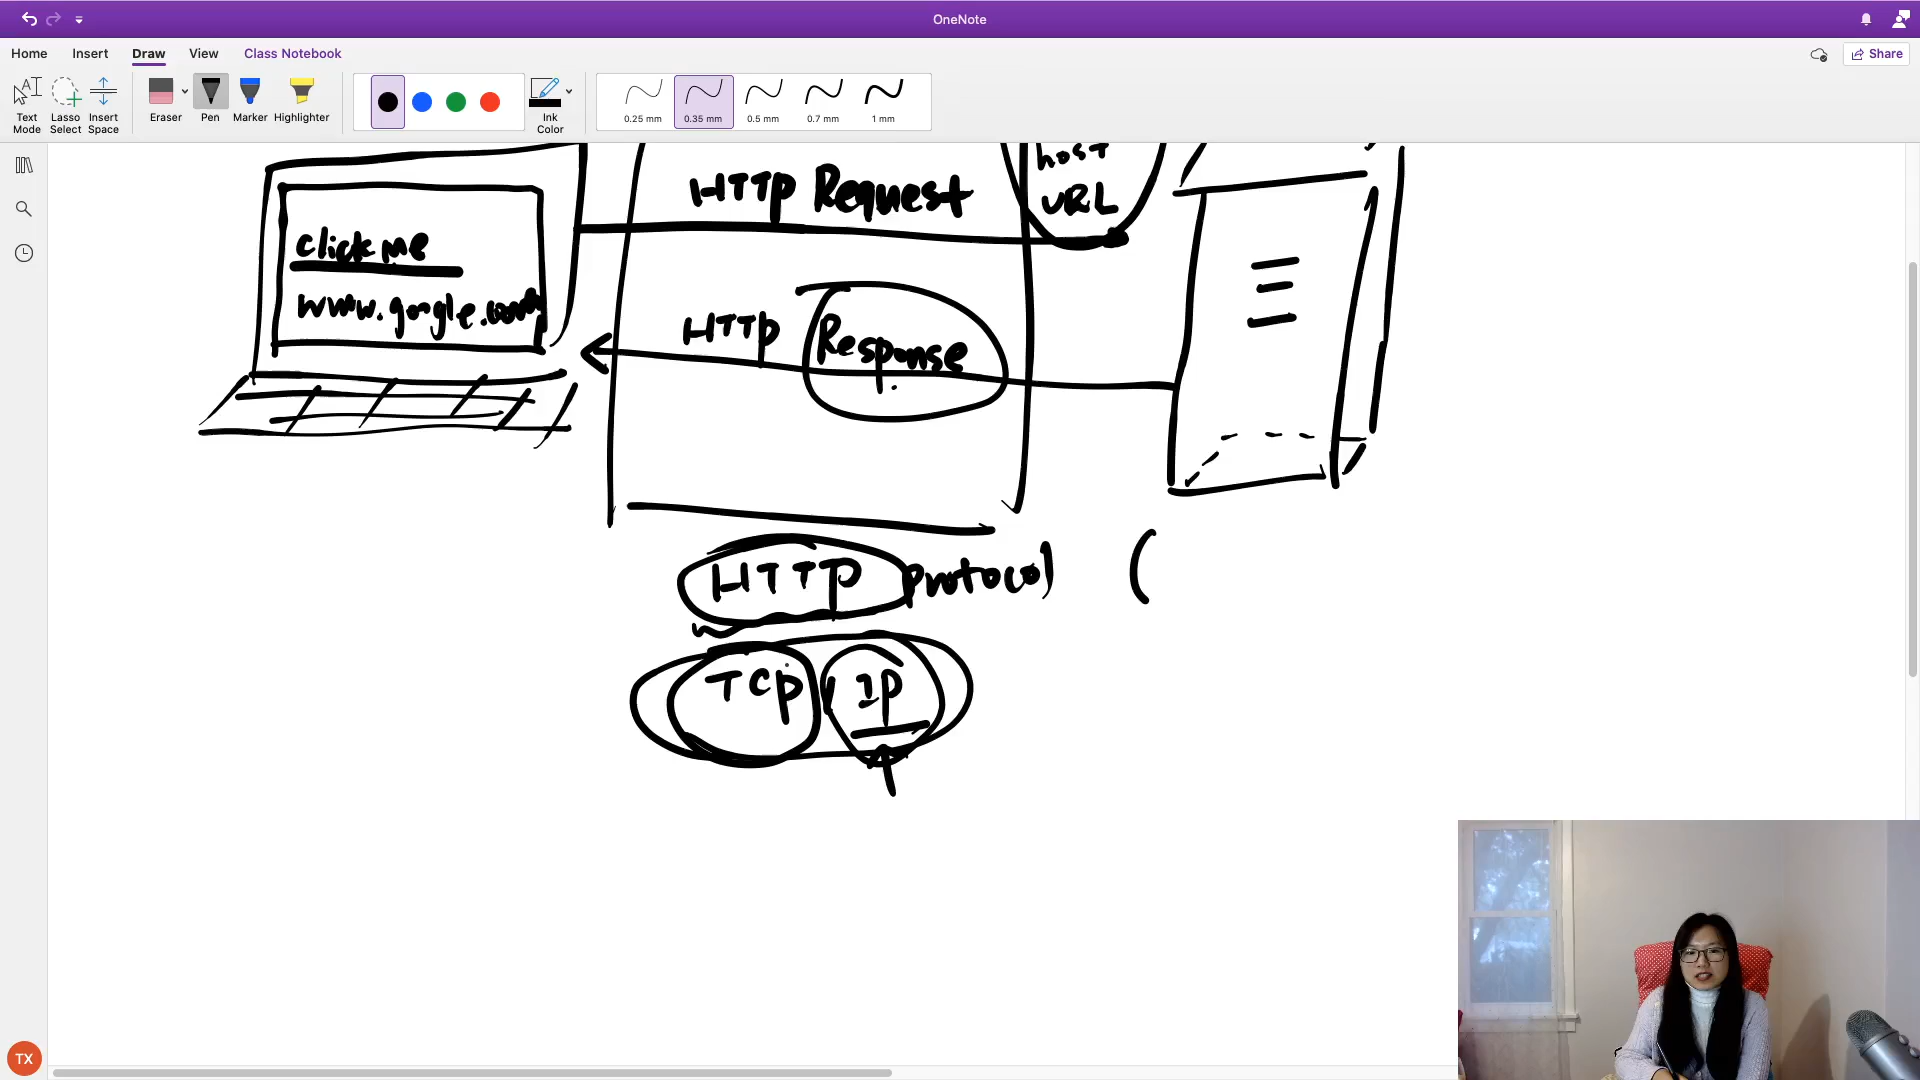 OneNote
Home Insert Draw View Class Notebook
Share
Text Mode
Lasso Select
Insert Space
Eraser
Pen
Marker
Highlighter
Ink Color
0.25 mm
0.35 mm
0.5 mm
0.7 mm
1 mm
host
URL
HTTP Request
click me
www.google.com
HTTP Response
HTTP protocol (
TCP IP
TX